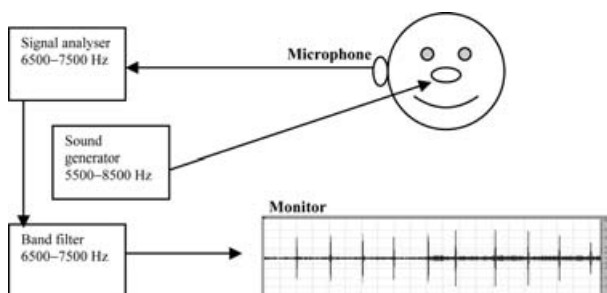 Signal analyser
6500–7500 Hz
Microphone
Sound
generator
5500–8500 Hz
Monitor
Band filter
6500–7500 Hz